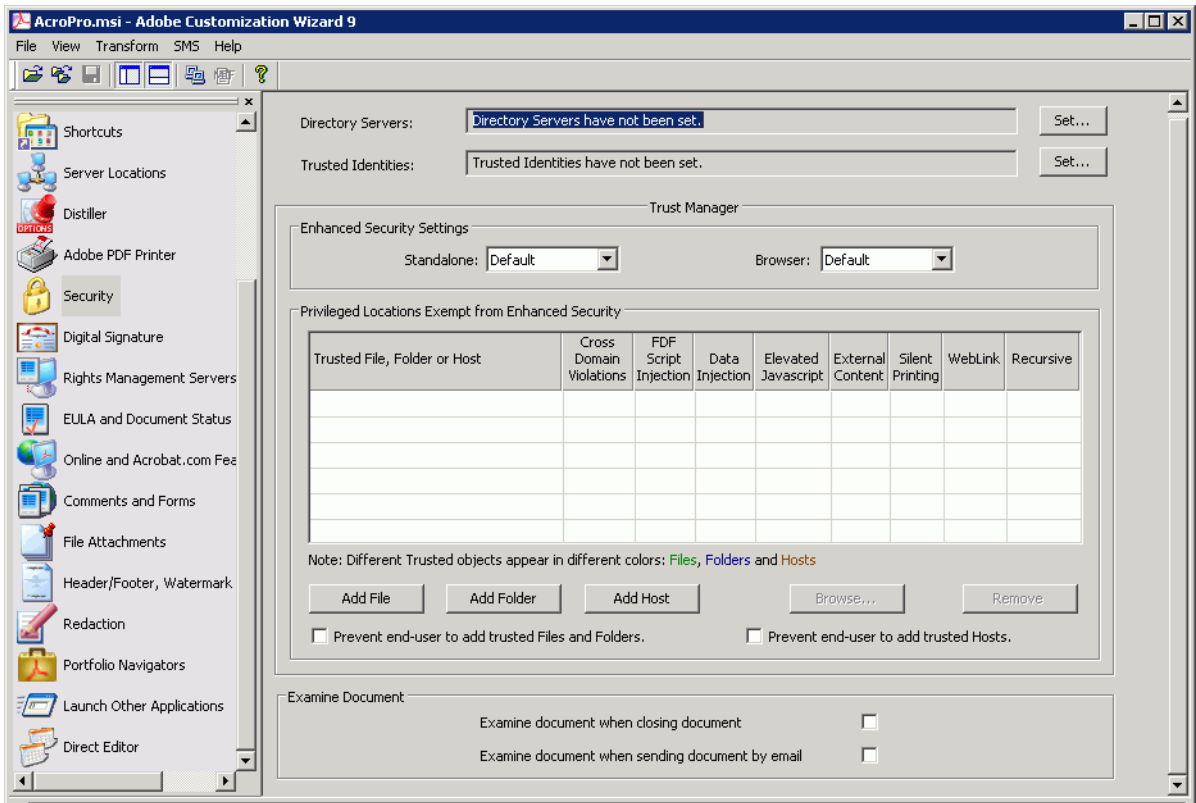 AcroPro.msi - Adobe Customization Wizard 9
File View Transform SMS Help
Shortcuts
Server Locations
OPTIONS
Distiller
Adobe PDF Printer
Security
Digital Signature
Rights Management Servers
EULA and Document Status
Online and Acrobat.com Fea
Comments and Forms
File Attachments
Header/Footer, Watermark
Redaction
Portfolio Navigators
Launch Other Applications
Direct Editor
Directory Servers: Directory Servers have not been set. Set...
Trusted Identities: Trusted Identities have not been set. Set...
Trust Manager
Enhanced Security Settings
Standalone: Default Browser: Default
Privileged Locations Exempt from Enhanced Security
Trusted File, Folder or Host
Cross
Domain
Violations
FDF
Script
Injection
Data
Injection
Elevated
Javascript
External
Content
Silent
Printing
WebLink
Recursive
Note: Different Trusted objects appear in different colors: Files, Folders and Hosts
Add File Add Folder Add Host Browse... Remove
Prevent end-user to add trusted Files and Folders. Prevent end-user to add trusted Hosts.
Examine Document
Examine document when closing document
Examine document when sending document by email